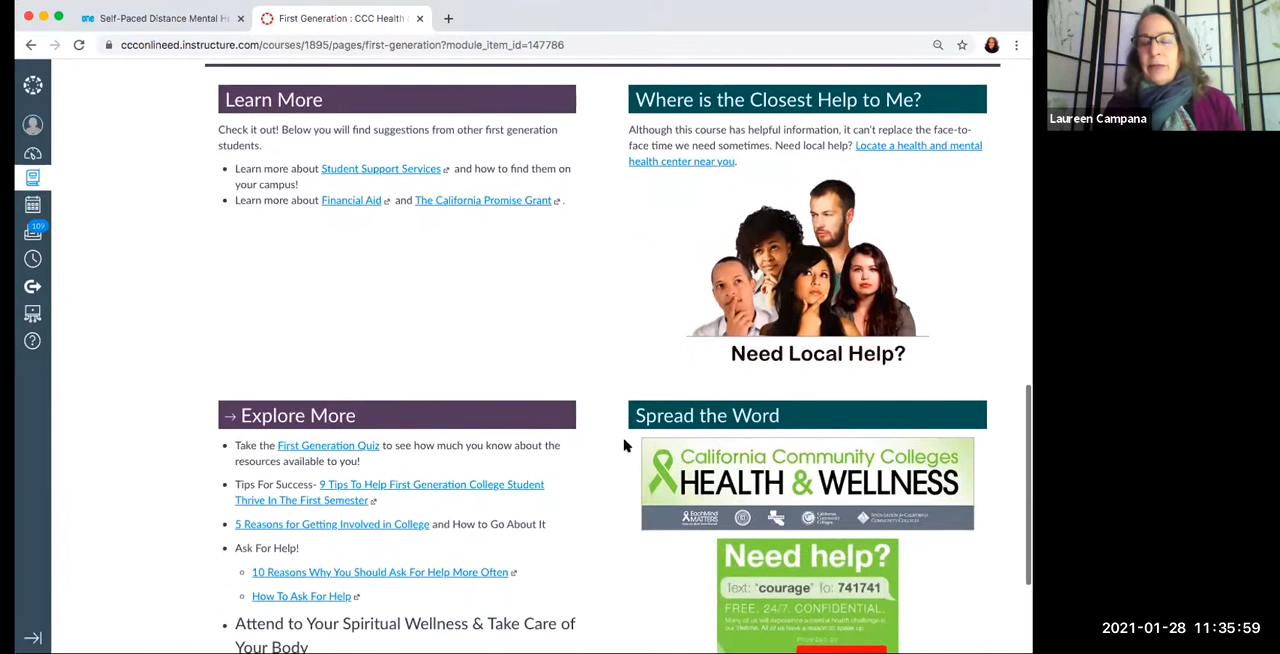 Self-Paced Distance Mental H
First Generation : CCC Health
ccconlineed.instructure.com/courses/1895/pages/first-generation?module_item_id=147786
Laureen Campana
109
Learn More
Check it out! Below you will find suggestions from other first generation
students.
• Learn more about Student Support Services and how to find them on
your campus!
• Learn more about Financial Aid and The California Promise Grant .
Where is the Closest Help to Me?
Although this course has helpful information, it can't replace the face-to-
face time we need sometimes. Need local help? Locate a health and mental
health center near you.
Need Local Help?
→ Explore More
• Take the First Generation Quiz to see how much you know about the
resources available to you!
• Tips For Success- 9 Tips To Help First Generation College Student
Thrive In The First Semester
• 5 Reasons for Getting Involved in College and How to Go About It
• Ask For Help!
10 Reasons Why You Should Ask For Help More Often
How To Ask For Help
• Attend to Your Spiritual Wellness & Take Care of
Your Body
Spread the Word
California Community Colleges
HEALTH & WELLNESS
EachMind
MATTERS
Need help?
Text: "courage" To: 741741
FREE. 24/7. CONFIDENTIAL.
2021-01-28 11:35:59